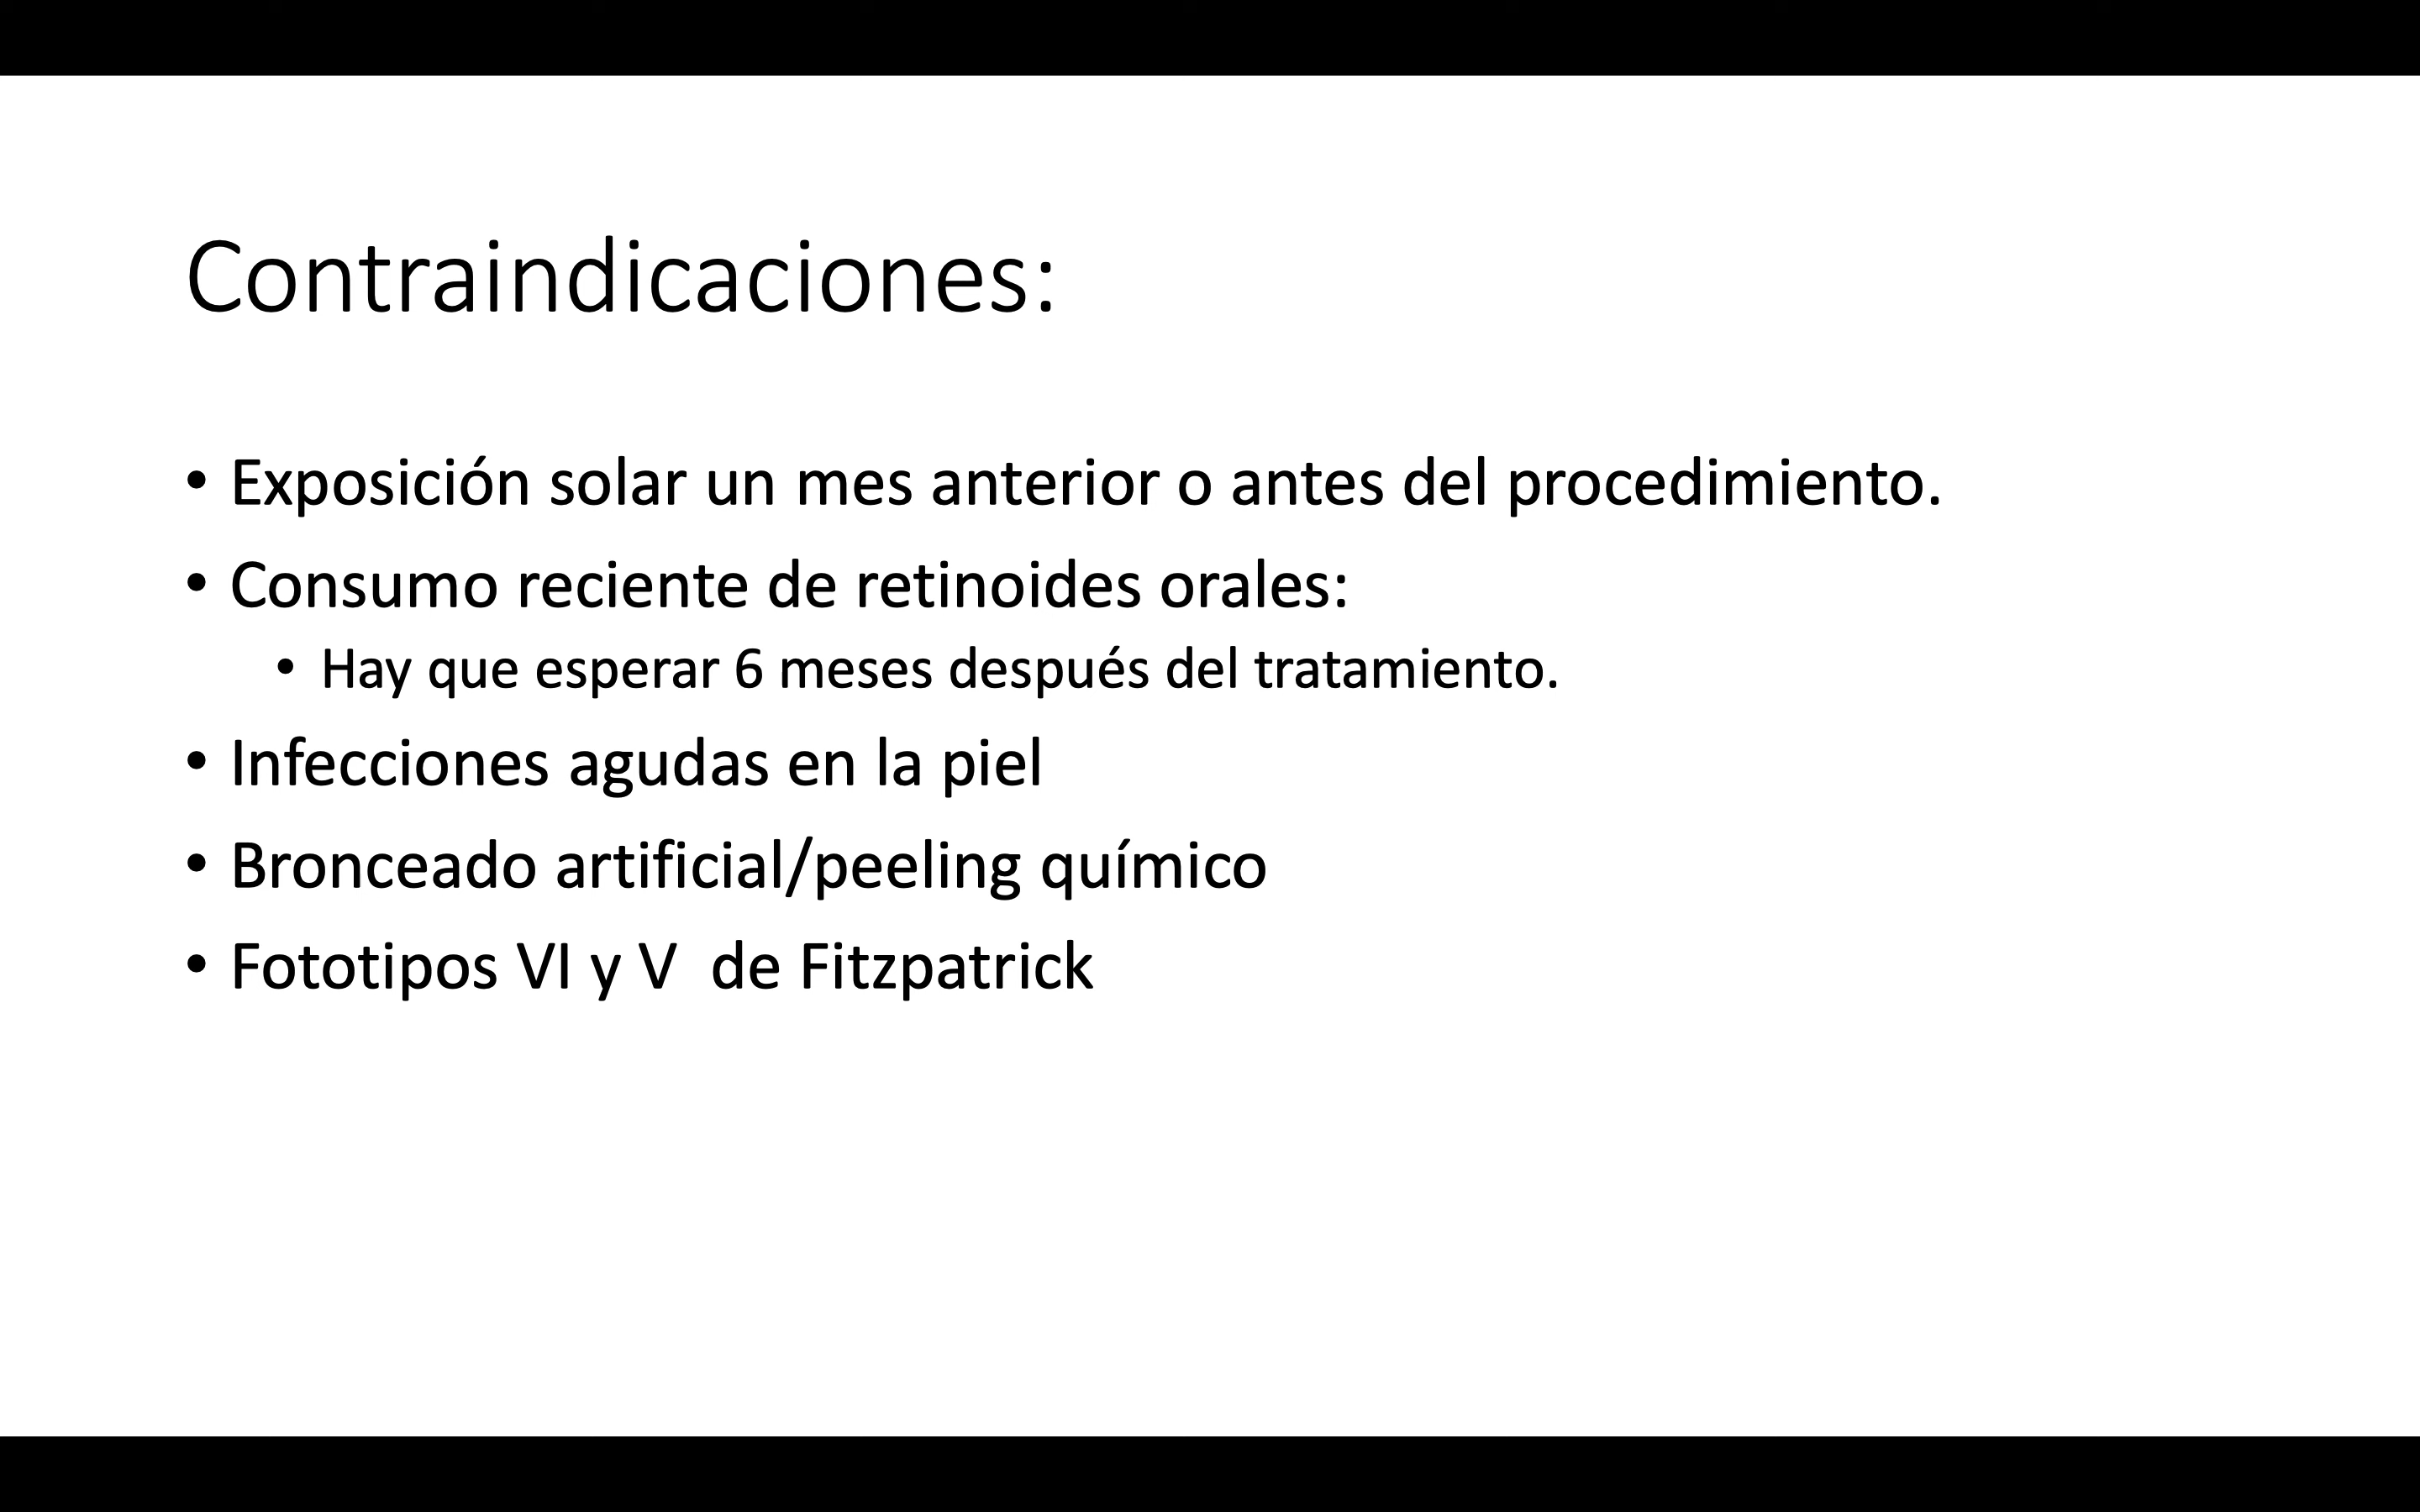 Contraindicaciones:
• Exposición solar un mes anterior o antes del procedimiento.
• Consumo reciente de retinoides orales:
• Hay que esperar 6 meses después del tratamiento.
• Infecciones agudas en la piel
• Bronceado artificial/peeling químico
• Fototipos VI y V  de Fitzpatrick